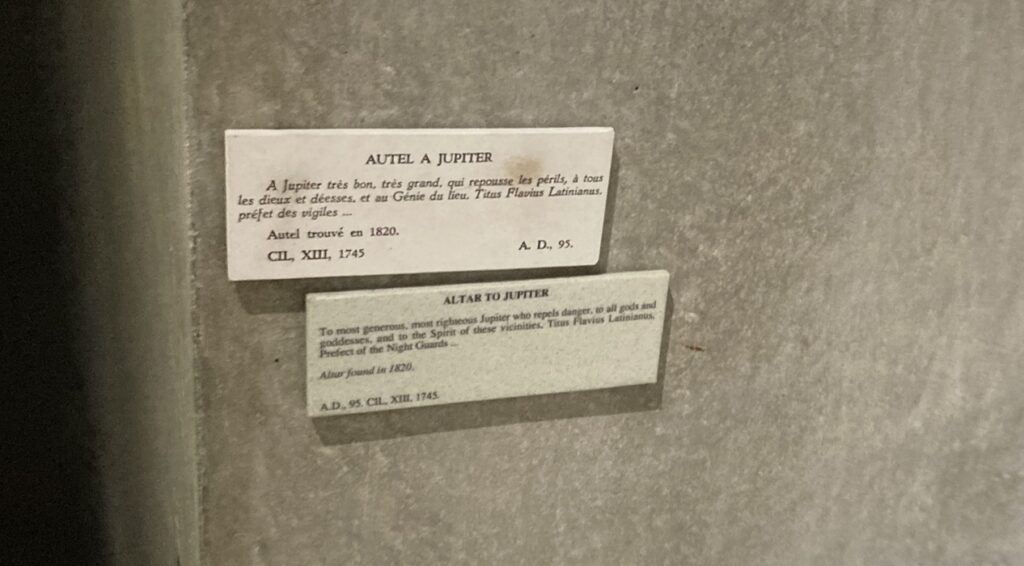 AUTEL A JUPITER
A Jupiter très bon, très grand, qui repousse les périls, à tous
les dieux et déesses, et au Génie du lieu, Titus Flavius Latinianus,
préfet des vigiles ...
Autel trouvé en 1820.
CIL, XIII, 1745 A. D., 95.
ALTAR TO JUPITER
To most generous, most righteous Jupiter who repels danger, to all gods and
goddesses, and to the Spirit of these vicinities, Titus Flavius Latinianus,
Prefect of the Night Guards ...
Altar found in 1820.
A.D., 95. CIL, XIII, 1745.